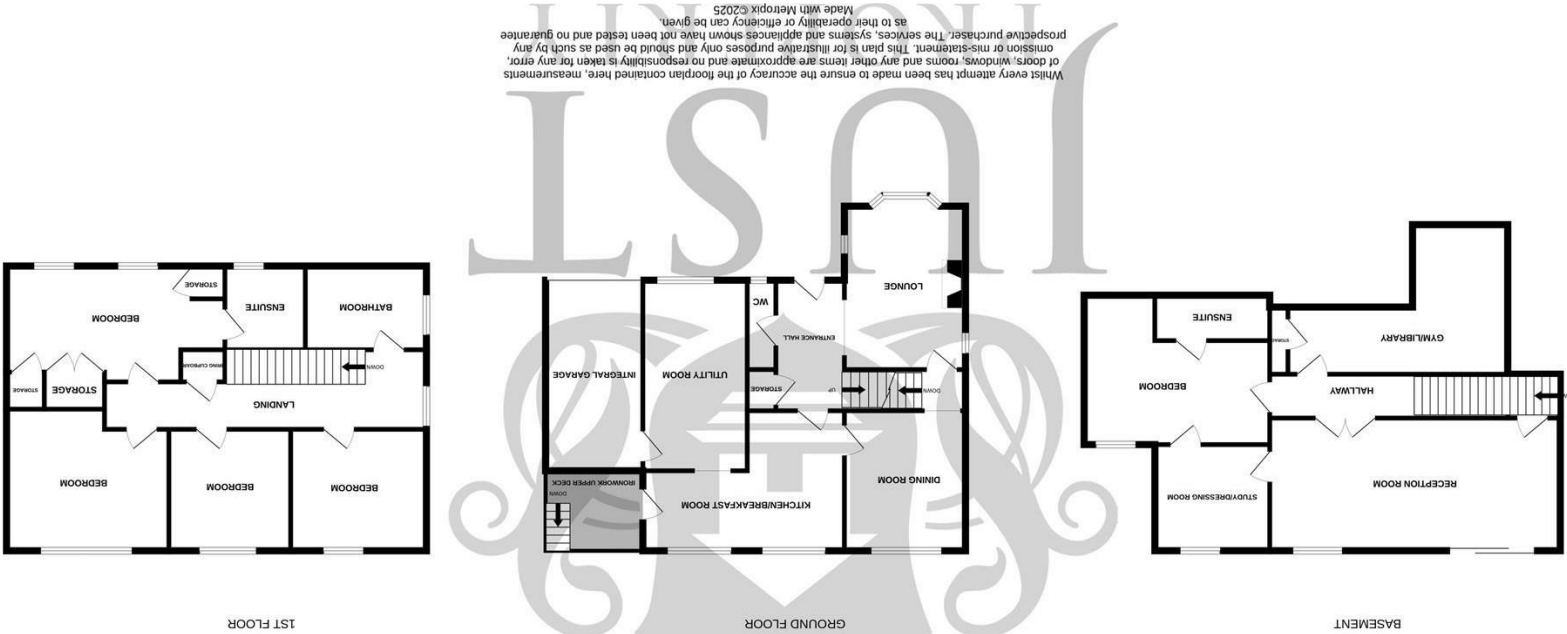 BASEMENT
RECEPTION ROOM
STUDY/DRESSING ROOM
HALLWAY
BEDROOM
GYM/LIBRARY
STORAGE
ENSUITE
GROUND FLOOR
DINING ROOM
KITCHEN/BREAKFAST ROOM
DOWN
IRONWORK UPPER DECK
DOWN
UP
STORAGE
UTILITY ROOM
INTEGRAL GARAGE
ENTRANCE HALL
LOUNGE
WC
1ST FLOOR
BEDROOM
BEDROOM
BEDROOM
LANDING
STORAGE
STORAGE
DOWN
IRING CUPBOAR
BATHROOM
ENSUITE
BEDROOM
STORAGE
JUST
Whilst every attempt has been made to ensure the accuracy of the floorplan contained here, measurements
of doors, windows, rooms and any other items are approximate and no responsibility is taken for any error,
omission or mis-statement. This plan is for illustrative purposes only and should be used as such by any
prospective purchaser. The services, systems and appliances shown have not been tested and no guarantee
as to their operability or efficiency can be given.
Made with Metropix ©2025